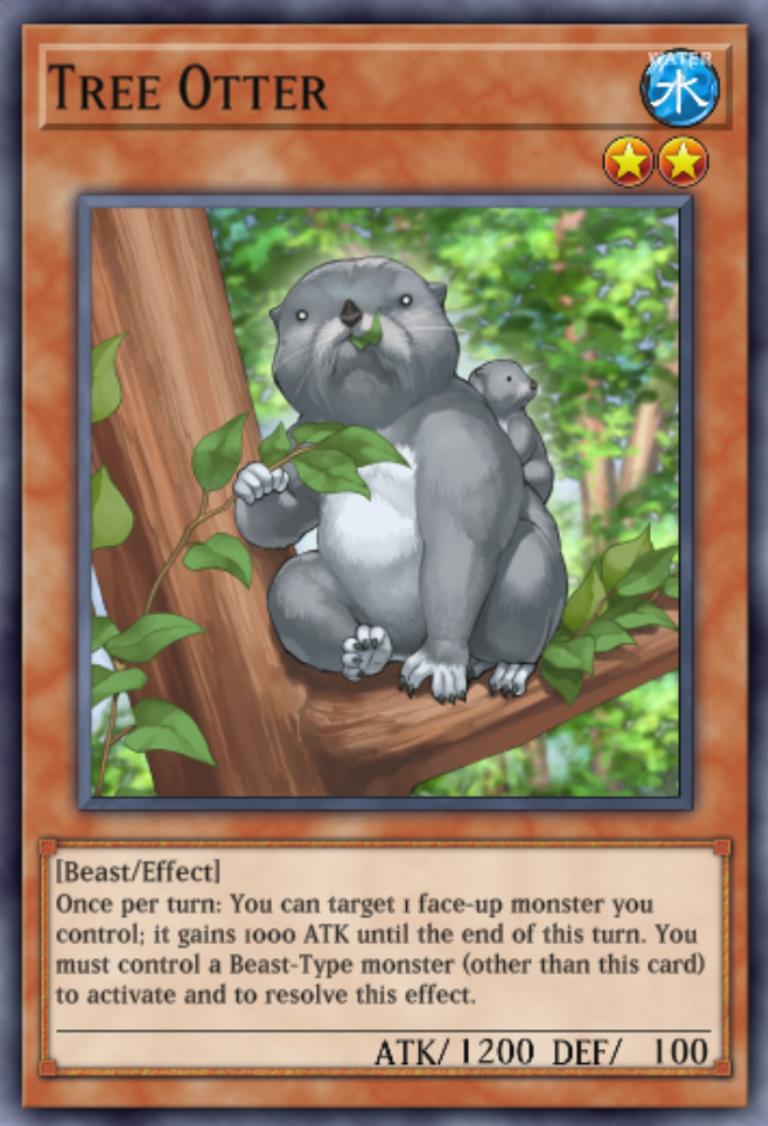 TREE OTTER
WATER
水
[Beast/Effect]
Once per turn: You can target 1 face-up monster you
control; it gains 1000 ATK until the end of this turn. You
must control a Beast-Type monster (other than this card)
to activate and to resolve this effect.
ATK/ 1200 DEF/ 100